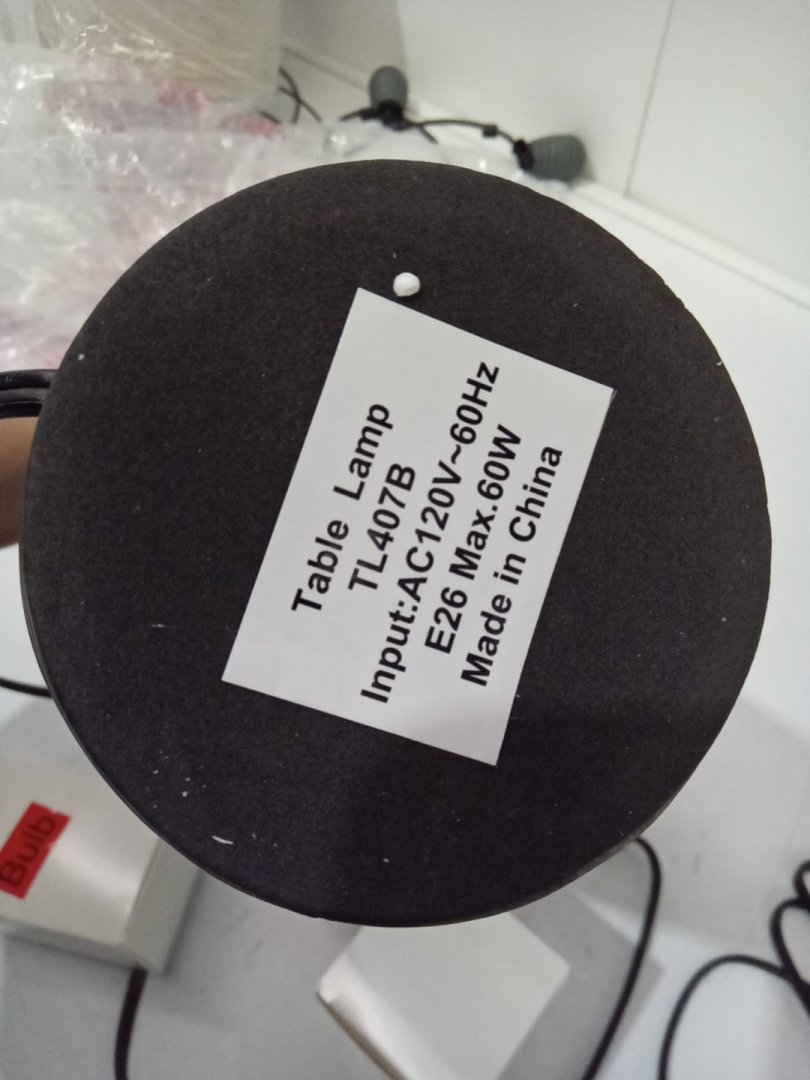 Table Lamp
TL407B
Input:AC120V~60Hz
E26 Max.60W
Made in China
Bulb